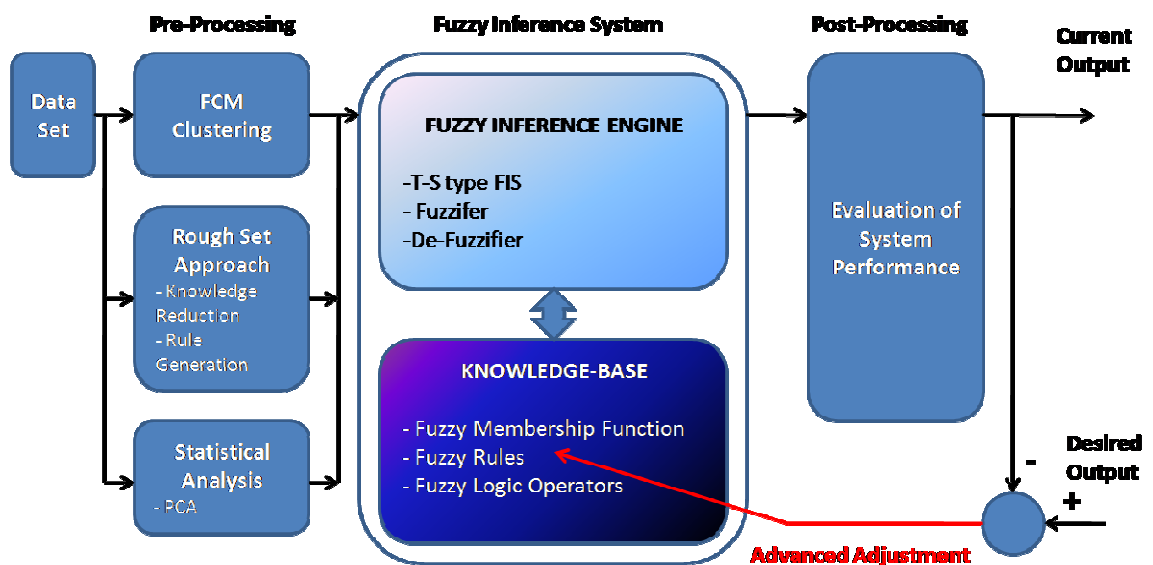 Pre-Processing
Fuzzy Inference System
Post-Processing
Current
Output
Data
Set
FCM
Clustering
Rough Set
Approach
- Knowledge
Reduction
- Rule
Generation
Statistical
Analysis
- PCA
FUZZY INFERENCE ENGINE
-T-S type FIS
- Fuzzifer
-De-Fuzzifier
KNOWLEDGE-BASE
- Fuzzy Membership Function
- Fuzzy Rules
- Fuzzy Logic Operators
Evaluation of
System
Performance
Desired
Output
-
+
Advanced Adjustment